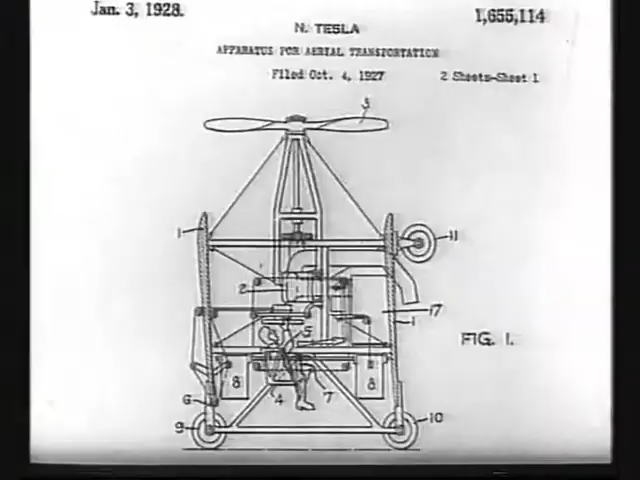 Jan. 3, 1928.
1,655,114
N. TESLA
APPARATUS FOR AERIAL TRANSPORTATION
Filed Oct. 4, 1927
2 Sheets-Sheet 1
3
1
11
2
17
1
5
FIG. 1.
8
8
6
4
7
9
10